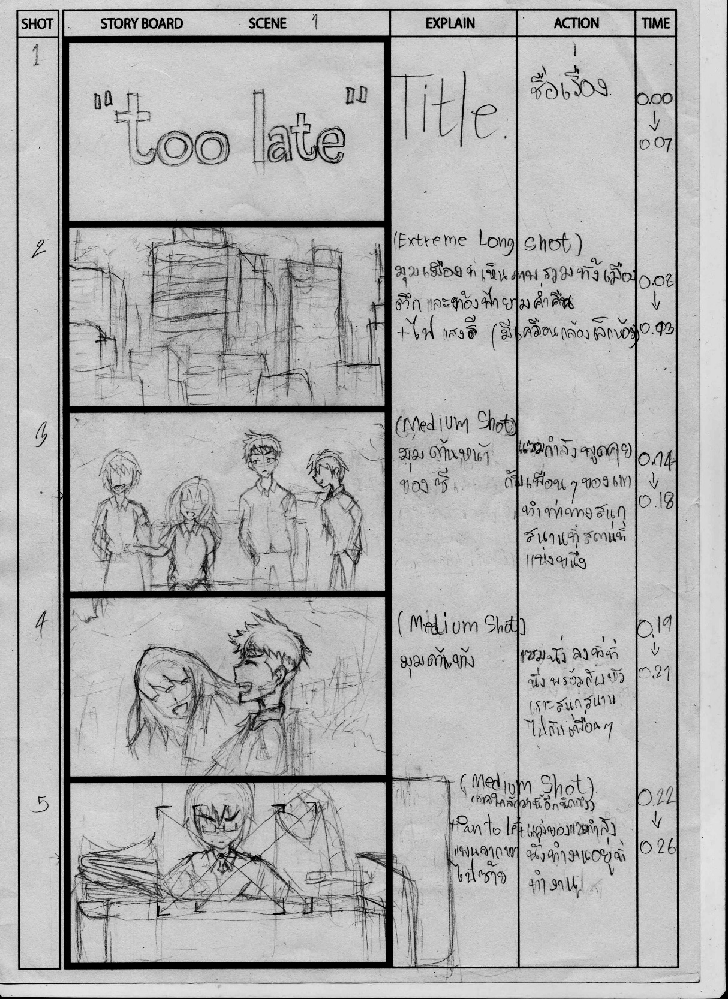 SHOT STORY BOARD SCENE 1 EXPLAIN ACTION TIME
1
"too late"
Title.
ชื่อเรื่อง
0.00
↓
0.07
2
(Extreme Long Shot)
มุมเมืองที่เห็นภาพรวมทั้งเมือง
ตึกและท้องฟ้ายามค่ำคืน
+ไฟ แสงสี (มีเคลื่อนกล้องเล็กน้อย)
0.08
↓
0.13
3
(Medium Shot)
มุมด้านหน้า
ของ
แซมกำลังพูดคุย
กับเพื่อนๆของเขา
ทำท่าทางสนุก
สนานที่สถานที่
แห่งหนึ่ง
0.14
↓
0.18
4
(Medium Shot)
มุมด้านข้าง
แซมนั่งลงที่ที่
นั่งพร้อมกับหัว
เราะสนุกสนาน
ไปกับเพื่อนๆ
0.19
↓
0.21
5
(Medium Shot)
(อาจใกล้กว่านี้อีกนิดหน่อย)
+Pan to Left
แพนจากขวา
ไปซ้าย
แม่ของแซมกำลัง
นั่งทำงานอยู่ที่
ทำงาน
0.22
↓
0.26